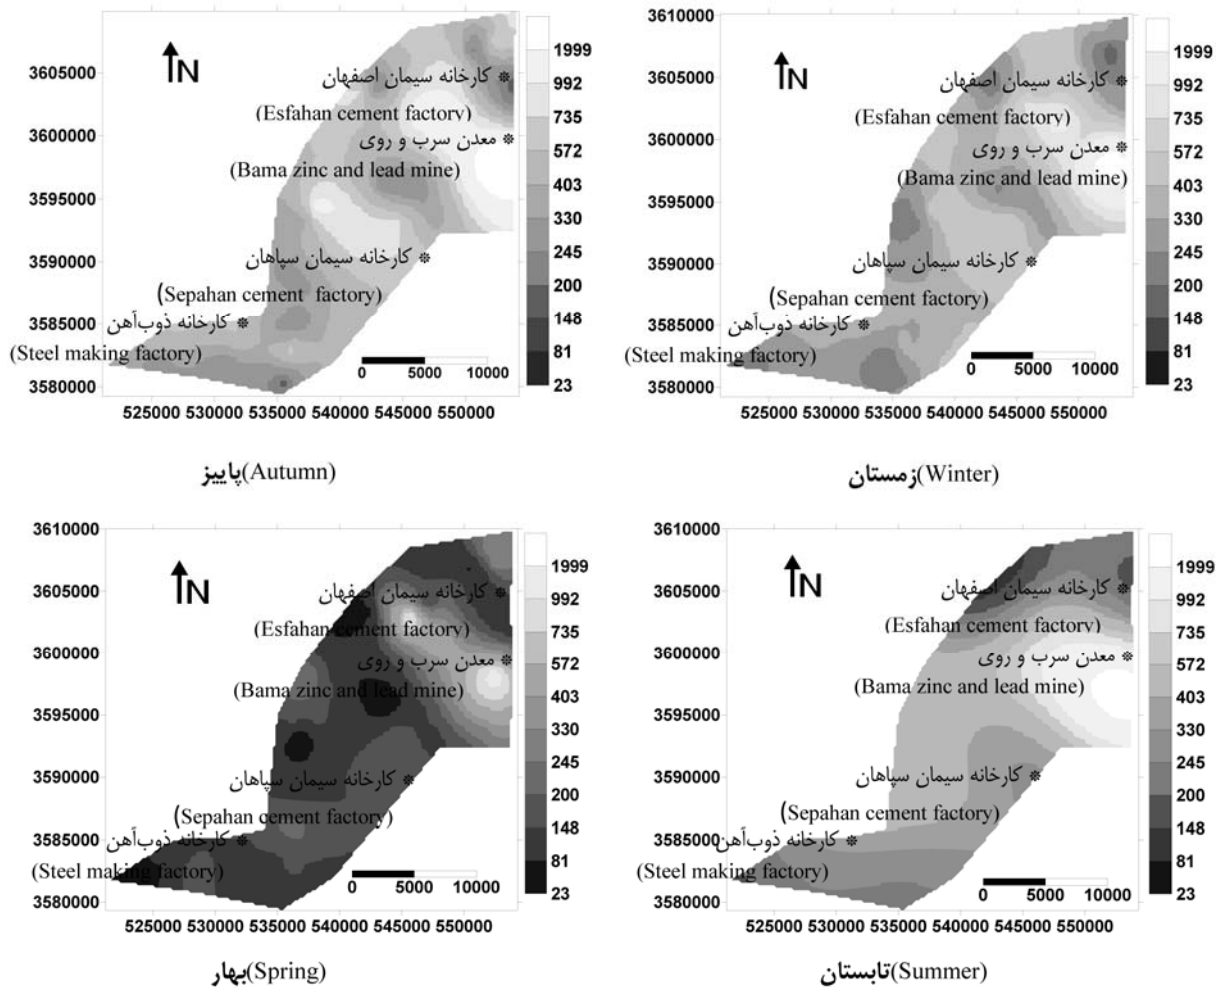 3605000
3600000
3595000
3590000
3585000
3580000
525000 530000 535000 540000 545000 550000
N
کارخانه سیمان اصفهان
(Esfahan cement factory)
معدن سرب و روی
(Bama zinc and lead mine)
کارخانه سیمان سپاهان
(Sepahan cement factory)
کارخانه ذوب‌آهن
(Steel making factory)
0 5000 10000
1999
992
735
572
403
330
245
200
148
81
23
پاییز(Autumn)
3610000
3605000
3600000
3595000
3590000
3585000
3580000
525000 530000 535000 540000 545000 550000
N
کارخانه سیمان اصفهان
(Esfahan cement factory)
معدن سرب و روی
(Bama zinc and lead mine)
کارخانه سیمان سپاهان
(Sepahan cement factory)
کارخانه ذوب‌آهن
(Steel making factory)
0 5000 10000
1999
992
735
572
403
330
245
200
148
81
23
زمستان(Winter)
3610000
3605000
3600000
3595000
3590000
3585000
3580000
525000 530000 535000 540000 545000 550000
N
کارخانه سیمان اصفهان
(Esfahan cement factory)
معدن سرب و روی
(Bama zinc and lead mine)
کارخانه سیمان سپاهان
(Sepahan cement factory)
کارخانه ذوب‌آهن
(Steel making factory)
0 5000 10000
1999
992
735
572
403
330
245
200
148
81
23
بهار(Spring)
3610000
3605000
3600000
3595000
3590000
3585000
3580000
525000 530000 535000 540000 545000 550000
N
کارخانه سیمان اصفهان
(Esfahan cement factory)
معدن سرب و روی
(Bama zinc and lead mine)
کارخانه سیمان سپاهان
(Sepahan cement factory)
کارخانه ذوب‌آهن
(Steel making factory)
0 5000 10000
1999
992
735
572
403
330
245
200
148
81
23
تابستان(Summer)